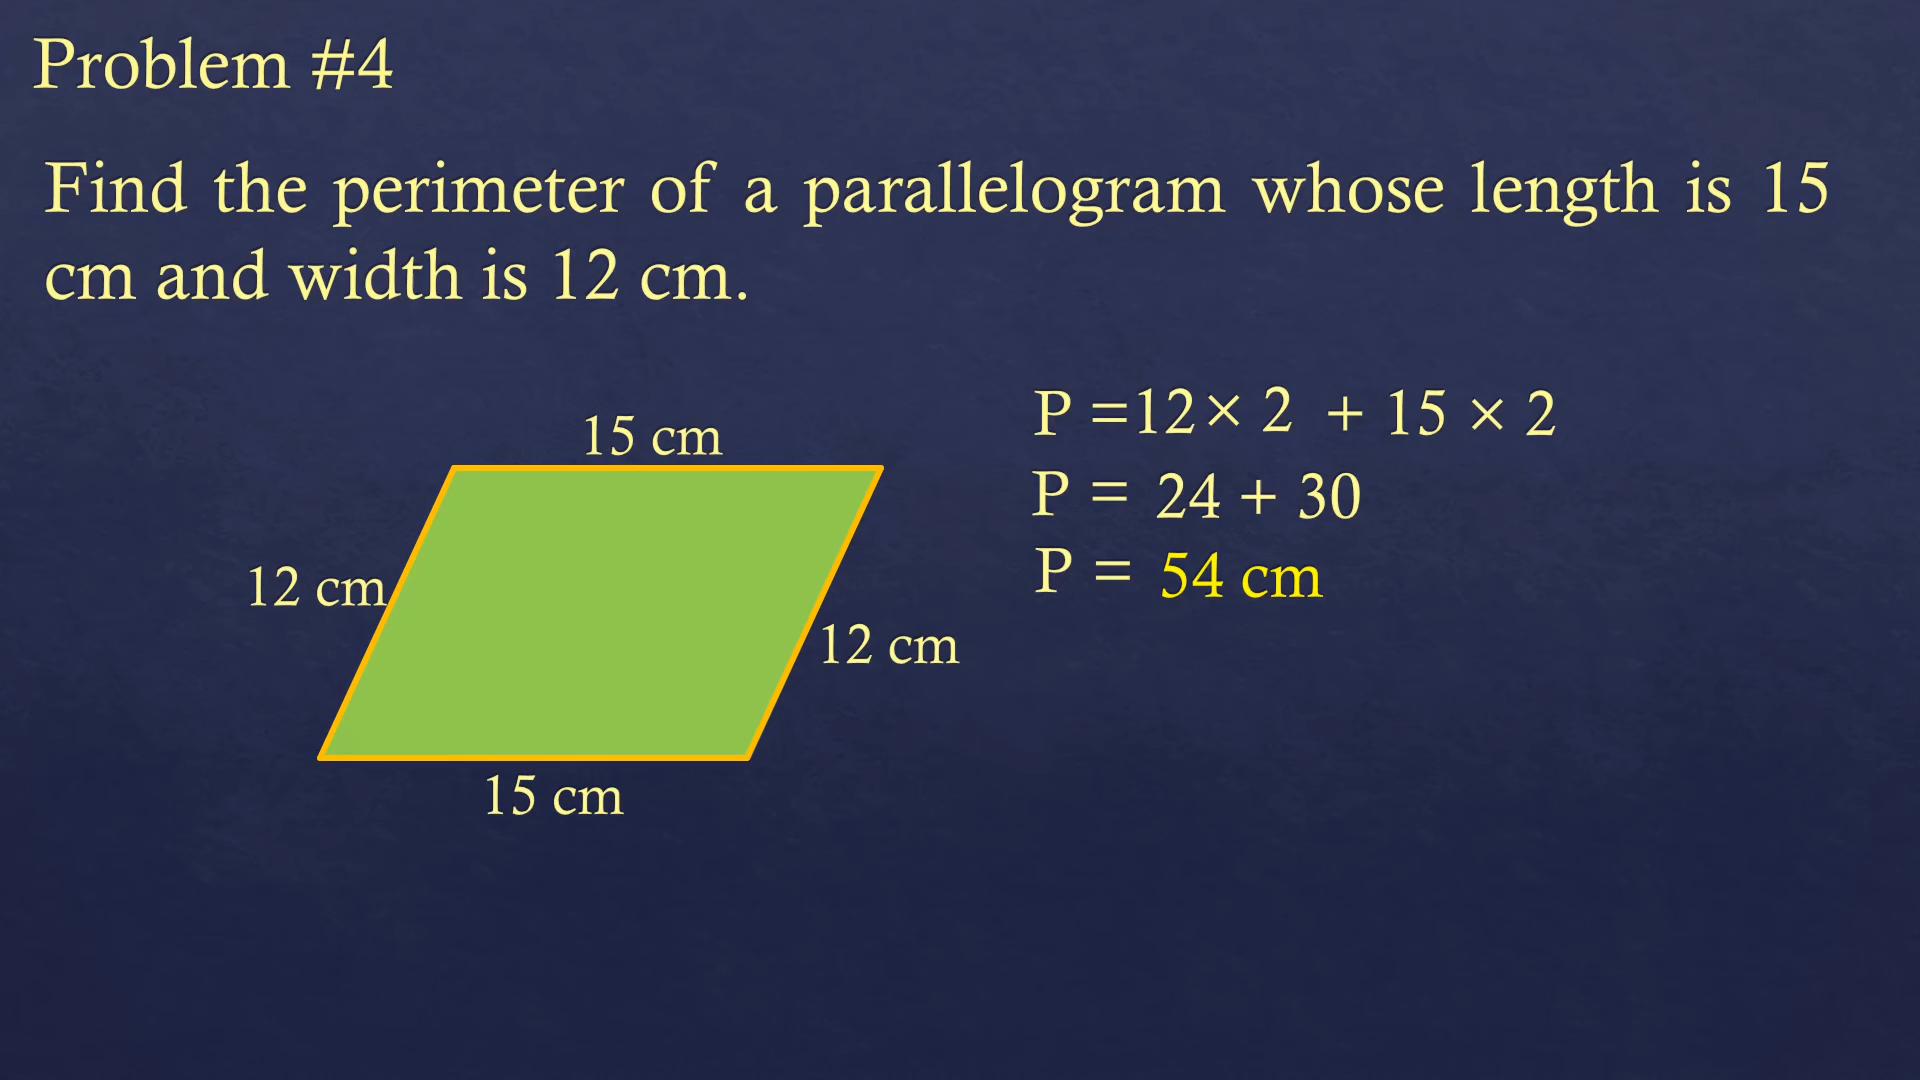 Problem #4
Find the perimeter of a parallelogram whose length is 15
cm and width is 12 cm.
15 cm
12 cm
12 cm
15 cm
P =12 × 2 + 15 × 2
P = 24 + 30
P = 54 cm